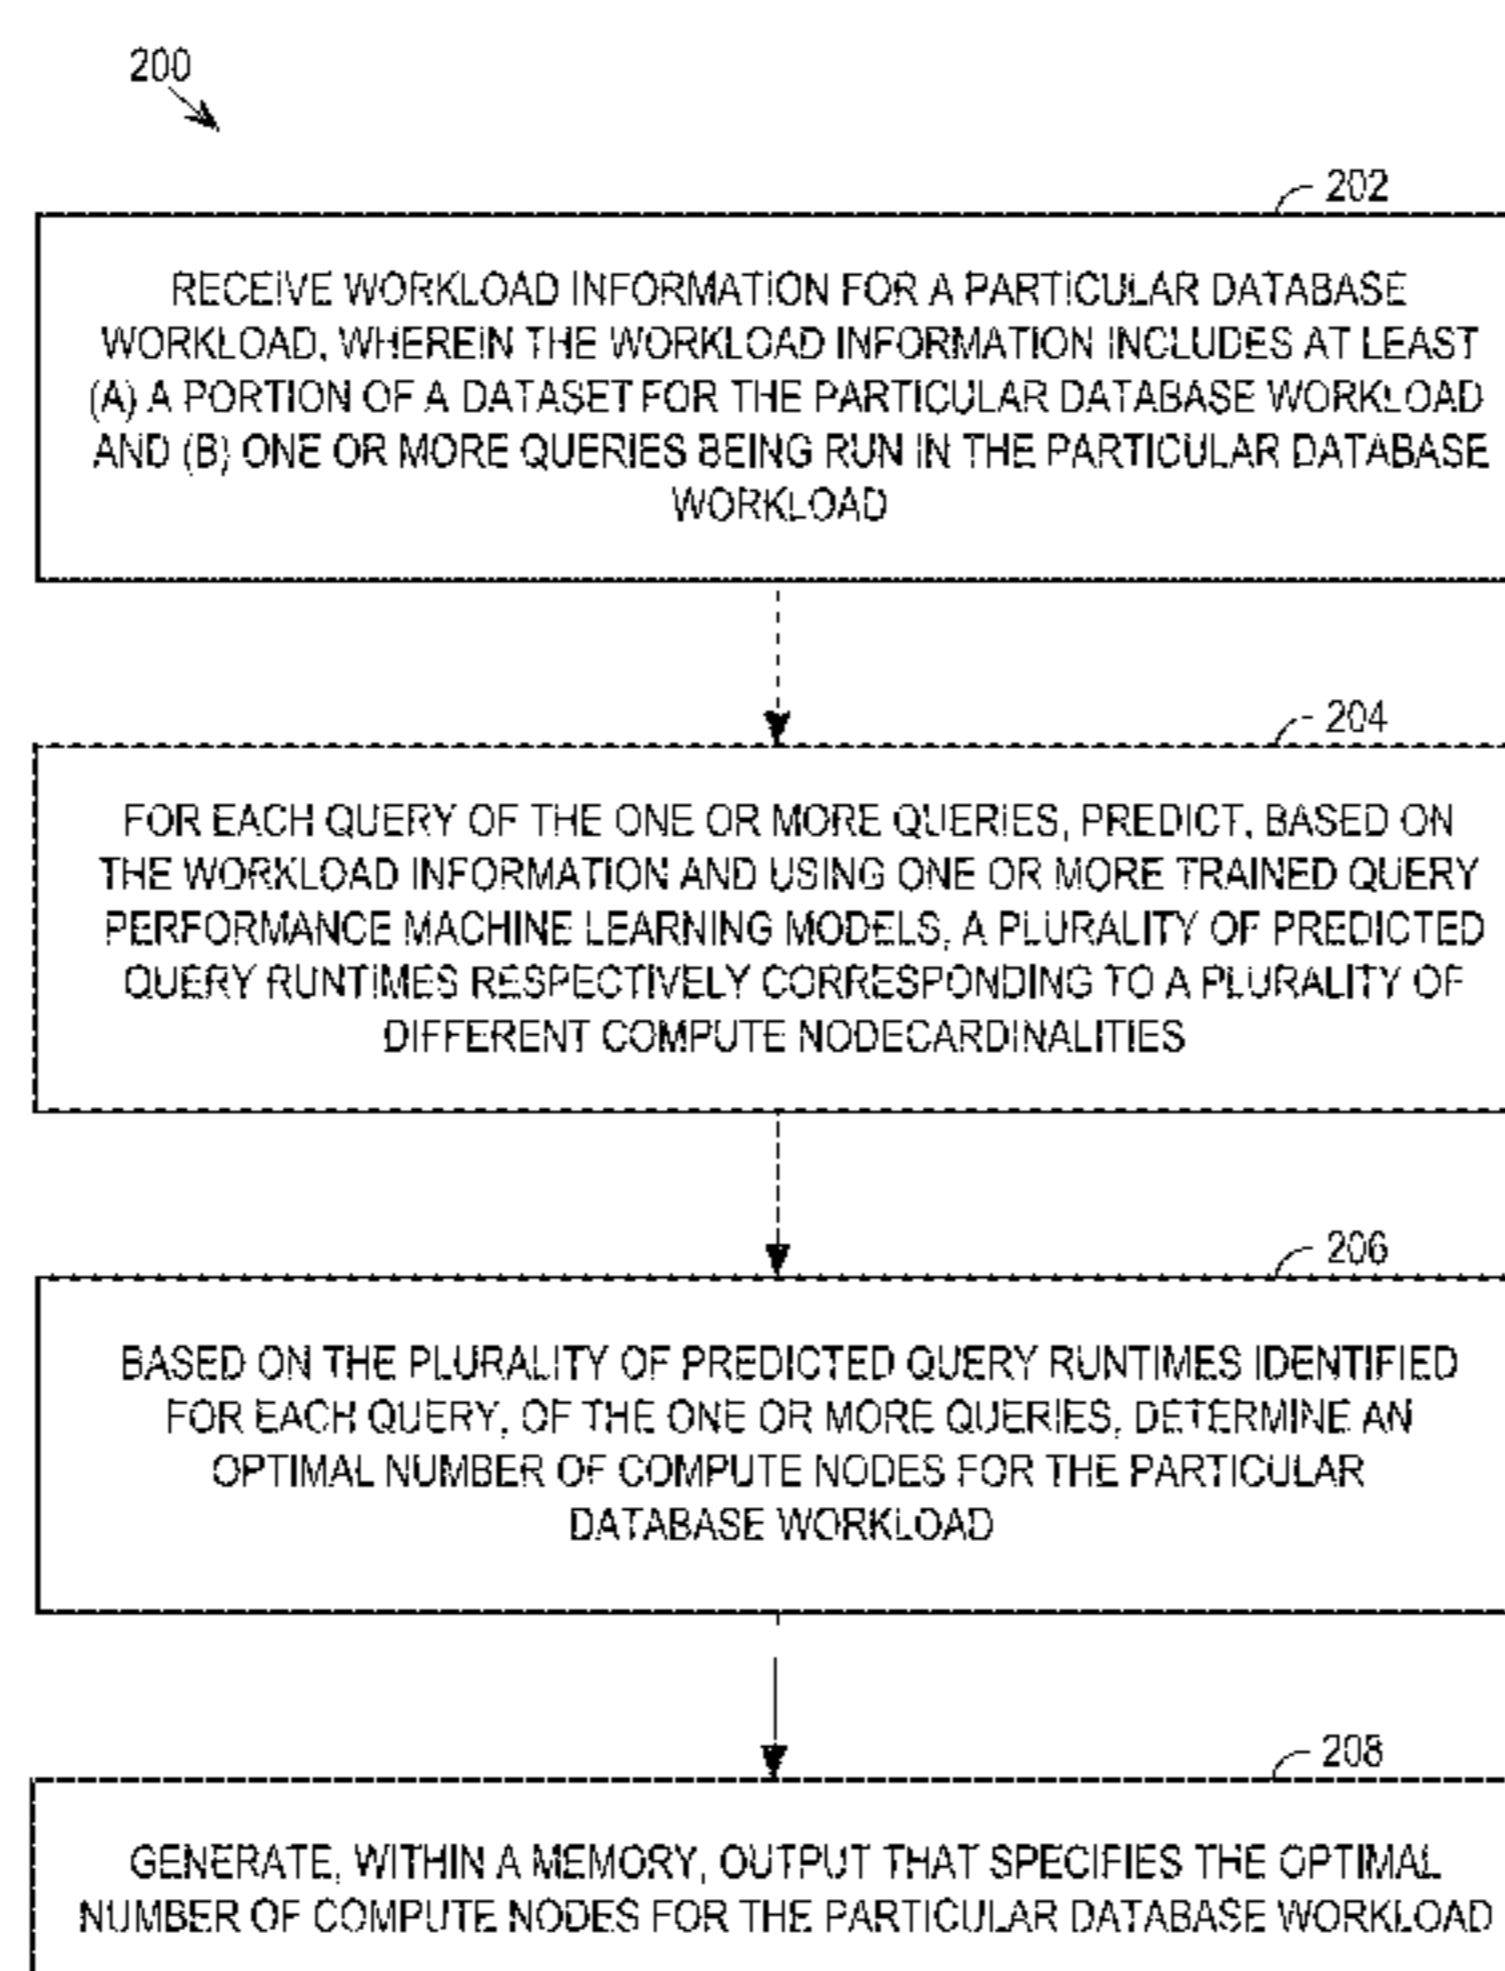 200
202
RECEIVE WORKLOAD INFORMATION FOR A PARTICULAR DATABASE
WORKLOAD, WHEREIN THE WORKLOAD INFORMATION INCLUDES AT LEAST
(A) A PORTION OF A DATASET FOR THE PARTICULAR DATABASE WORKLOAD
AND (B) ONE OR MORE QUERIES BEING RUN IN THE PARTICULAR DATABASE
WORKLOAD
204
FOR EACH QUERY OF THE ONE OR MORE QUERIES, PREDICT, BASED ON
THE WORKLOAD INFORMATION AND USING ONE OR MORE TRAINED QUERY
PERFORMANCE MACHINE LEARNING MODELS, A PLURALITY OF PREDICTED
QUERY RUNTIMES RESPECTIVELY CORRESPONDING TO A PLURALITY OF
DIFFERENT COMPUTE NODECARDINALITIES
206
BASED ON THE PLURALITY OF PREDICTED QUERY RUNTIMES IDENTIFIED
FOR EACH QUERY, OF THE ONE OR MORE QUERIES, DETERMINE AN
OPTIMAL NUMBER OF COMPUTE NODES FOR THE PARTICULAR
DATABASE WORKLOAD
208
GENERATE, WITHIN A MEMORY, OUTPUT THAT SPECIFIES THE OPTIMAL
NUMBER OF COMPUTE NODES FOR THE PARTICULAR DATABASE WORKLOAD